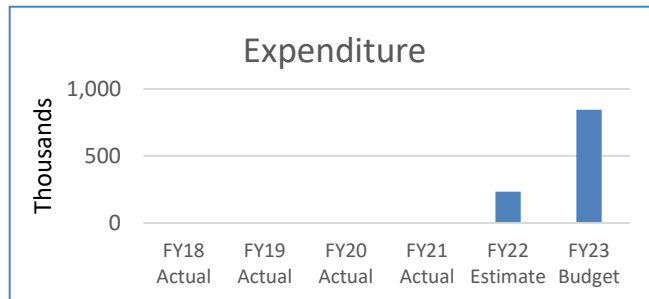 Expenditure
Thousands
1,000
500
0
FY18 FY19 FY20 FY21 FY22 FY23
Actual Actual Actual Actual Estimate Budget